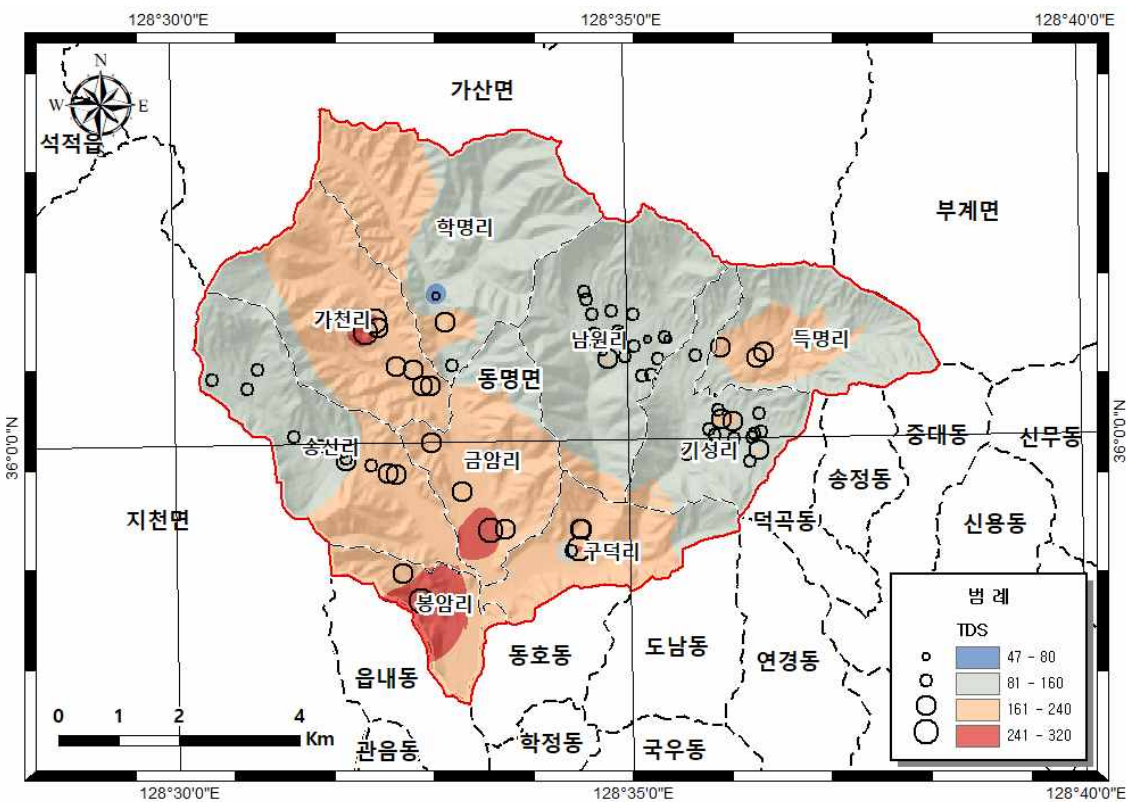 128°30'0"E
128°35'0"E
128°40'0"E
N
W
E
S
가산면
석적읍
부계면
학명리
가천리
남원리
득명리
동명면
36°0'0"N
36°0'0"N
송산리
금암리
기성리
중대동
신무동
송정동
지천면
덕곡동
신용동
구덕리
봉암리
범 례
TDS
47 - 80
81 - 160
161 - 240
241 - 320
읍내동
동호동
도남동
연경동
0
1
2
4
Km
관음동
학정동
국우동
128°30'0"E
128°35'0"E
128°40'0"E